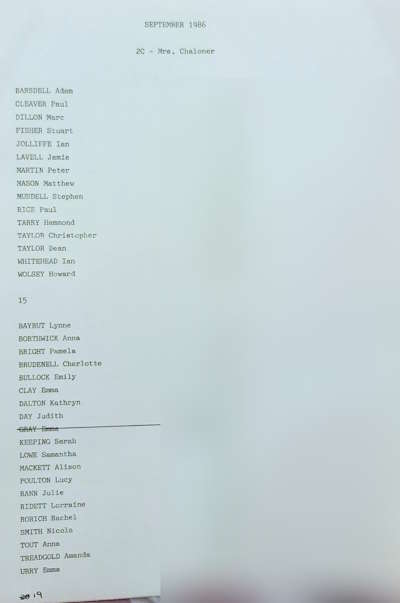 SEPTEMBER 1986
2C - Mrs. Chaloner
BARSDELL Adam
CLEAVER Paul
DILLON Marc
FISHER Stuart
JOLLIFFE Ian
LAVELL Jamie
MARTIN Peter
MASON Matthew
MUSDELL Stephen
RICE Paul
TARRY Hammond
TAYLOR Christopher
TAYLOR Dean
WHITEHEAD Ian
WOLSEY Howard
15
BAYBUT Lynne
BORTHWICK Anna
BRIGHT Pamela
BRUDENELL Charlotte
BULLOCK Emily
CLAY Emma
DALTON Kathryn
DAY Judith
GRAY Emma
KEEPING Sarah
LOWE Samantha
MACKETT Alison
POULTON Lucy
RANN Julie
RIDETT Lorraine
RORICH Rachel
SMITH Nicola
TOUT Anna
TREADGOLD Amanda
URRY Emma
20 19